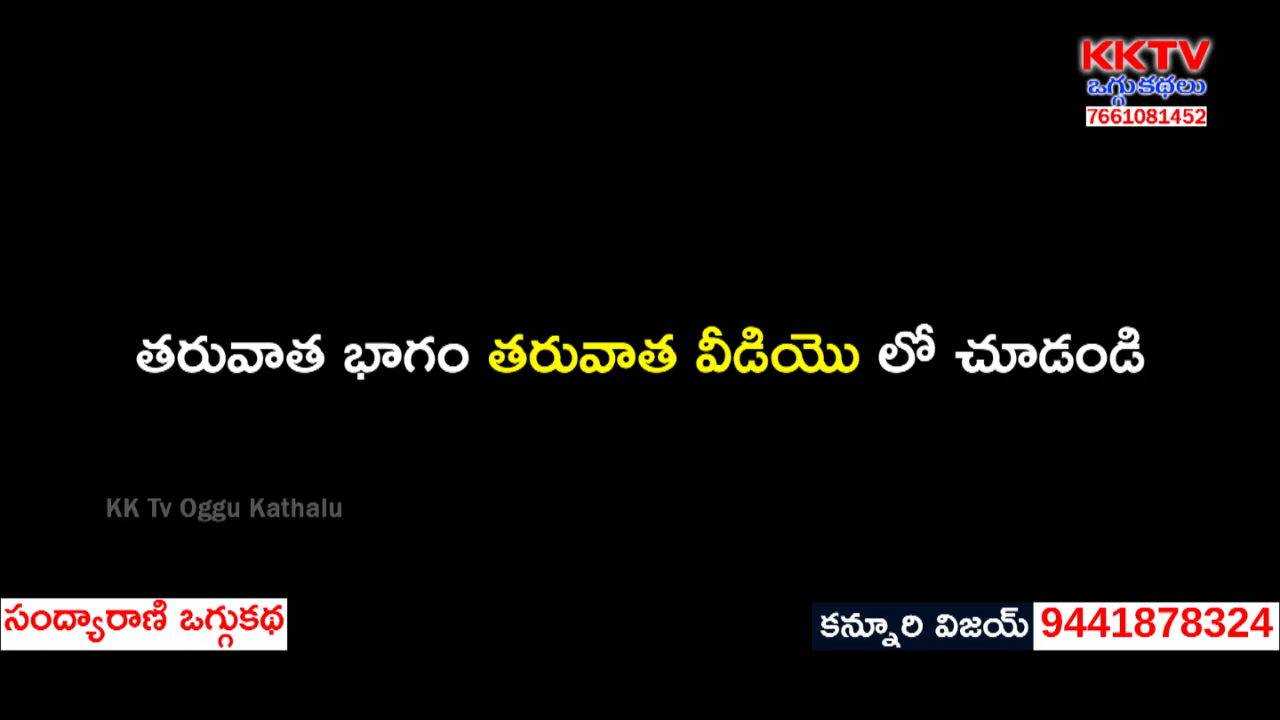 KKTV
ఒగ్గుకథలు
7661081452
తరువాత భాగం తరువాత వీడియొ లో చూడండి
KK Tv Oggu Kathalu
సంద్యారాణి ఒగ్గుకథ
కన్నూరి విజయ్ 9441878324